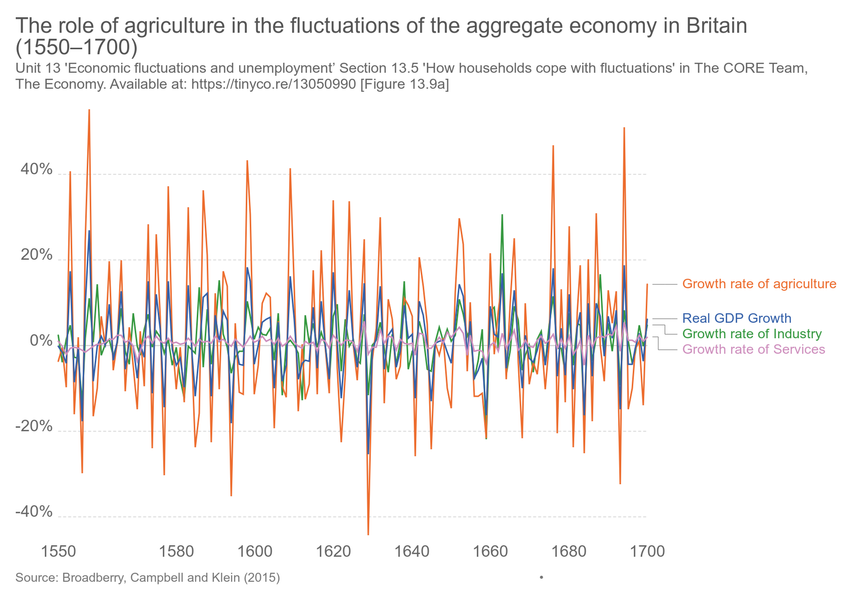 The role of agriculture in the fluctuations of the aggregate economy in Britain
(1550–1700)
Unit 13 'Economic fluctuations and unemployment’ Section 13.5 'How households cope with fluctuations' in The CORE Team,
The Economy. Available at: https://tinyco.re/13050990 [Figure 13.9a]
40%
20%
0%
-20%
-40%
Growth rate of agriculture
Real GDP Growth
Growth rate of Industry
Growth rate of Services
1550
1580
1600
1620
1640
1660
1680
1700
Source: Broadberry, Campbell and Klein (2015)